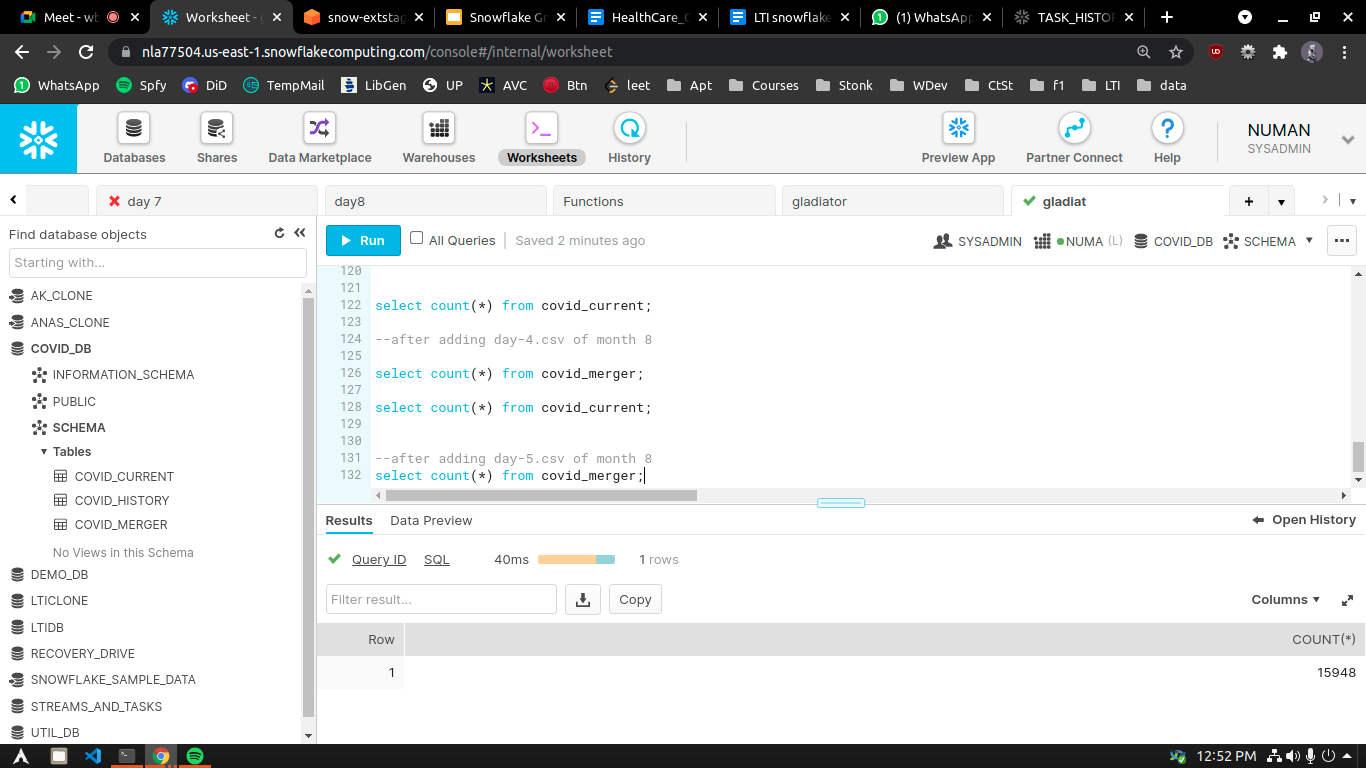 Meet - wb
Worksheet - g
snow-extstag
Snowflake Gr
HealthCare_C
LTI snowflake
(1) WhatsApp
TASK_HISTOR
nla77504.us-east-1.snowflakecomputing.com/console#/internal/worksheet
WhatsApp
Spfy
DiD
TempMail
LibGen
UP
AVC
Btn
leet
Apt
Courses
Stonk
WDev
CtSt
f1
LTI
data
Databases
Shares
Data Marketplace
Warehouses
Worksheets
History
Preview App
Partner Connect
Help
NUMAN
SYSADMIN
day 7
day8
Functions
gladiator
gladiat
Find database objects
Starting with...
AK_CLONE
ANAS_CLONE
COVID_DB
INFORMATION_SCHEMA
PUBLIC
SCHEMA
Tables
COVID_CURRENT
COVID_HISTORY
COVID_MERGER
No Views in this Schema
DEMO_DB
LTICLONE
LTIDB
RECOVERY_DRIVE
SNOWFLAKE_SAMPLE_DATA
STREAMS_AND_TASKS
UTIL_DB
Run
All Queries
Saved 2 minutes ago
SYSADMIN
NUMA (L)
COVID_DB
SCHEMA
120
121
122 select count(*) from covid_current;
123
124 --after adding day-4.csv of month 8
125
126 select count(*) from covid_merger;
127
128 select count(*) from covid_current;
129
130
131 --after adding day-5.csv of month 8
132 select count(*) from covid_merger;
Results
Data Preview
Open History
Query ID
SQL
40ms
1 rows
Filter result...
Copy
Columns
Row COUNT(*)
1 15948
12:52 PM